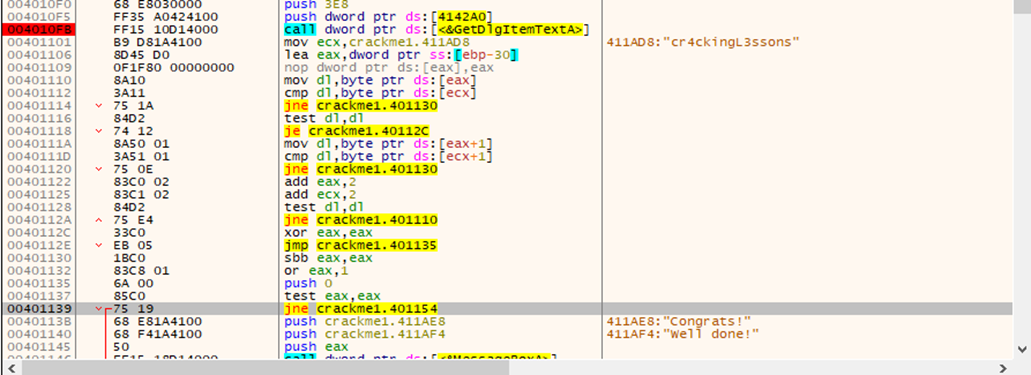 004010F0 68 E8030000 push 3E8
004010F5 FF35 A0424100 push dword ptr ds:[4142A0]
004010FB FF15 10D14000 call dword ptr ds:[<&GetDlgItemTextA>]
00401101 B9 D81A4100 mov ecx,crackme1.411AD8 411AD8:"cr4ckingL3ssons"
00401106 8D45 D0 lea eax,dword ptr ss:[ebp-30]
00401109 0F1F80 00000000 nop dword ptr ds:[eax],eax
00401110 8A10 mov dl,byte ptr ds:[eax]
00401112 3A11 cmp dl,byte ptr ds:[ecx]
00401114 75 1A jne crackme1.401130
00401116 84D2 test dl,dl
00401118 74 12 je crackme1.40112C
0040111A 8A50 01 mov dl,byte ptr ds:[eax+1]
0040111D 3A51 01 cmp dl,byte ptr ds:[ecx+1]
00401120 75 0E jne crackme1.401130
00401122 83C0 02 add eax,2
00401125 83C1 02 add ecx,2
00401128 84D2 test dl,dl
0040112A 75 E4 jne crackme1.401110
0040112C 33C0 xor eax,eax
0040112E EB 05 jmp crackme1.401135
00401130 1BC0 sbb eax,eax
00401132 83C8 01 or eax,1
00401135 6A 00 push 0
00401137 85C0 test eax,eax
00401139 75 19 jne crackme1.401154
0040113B 68 E81A4100 push crackme1.411AE8 411AE8:"Congrats!"
00401140 68 F41A4100 push crackme1.411AF4 411AF4:"Well done!"
00401145 50 push eax
call dword ptr ds:[<&MessageBoxA>]